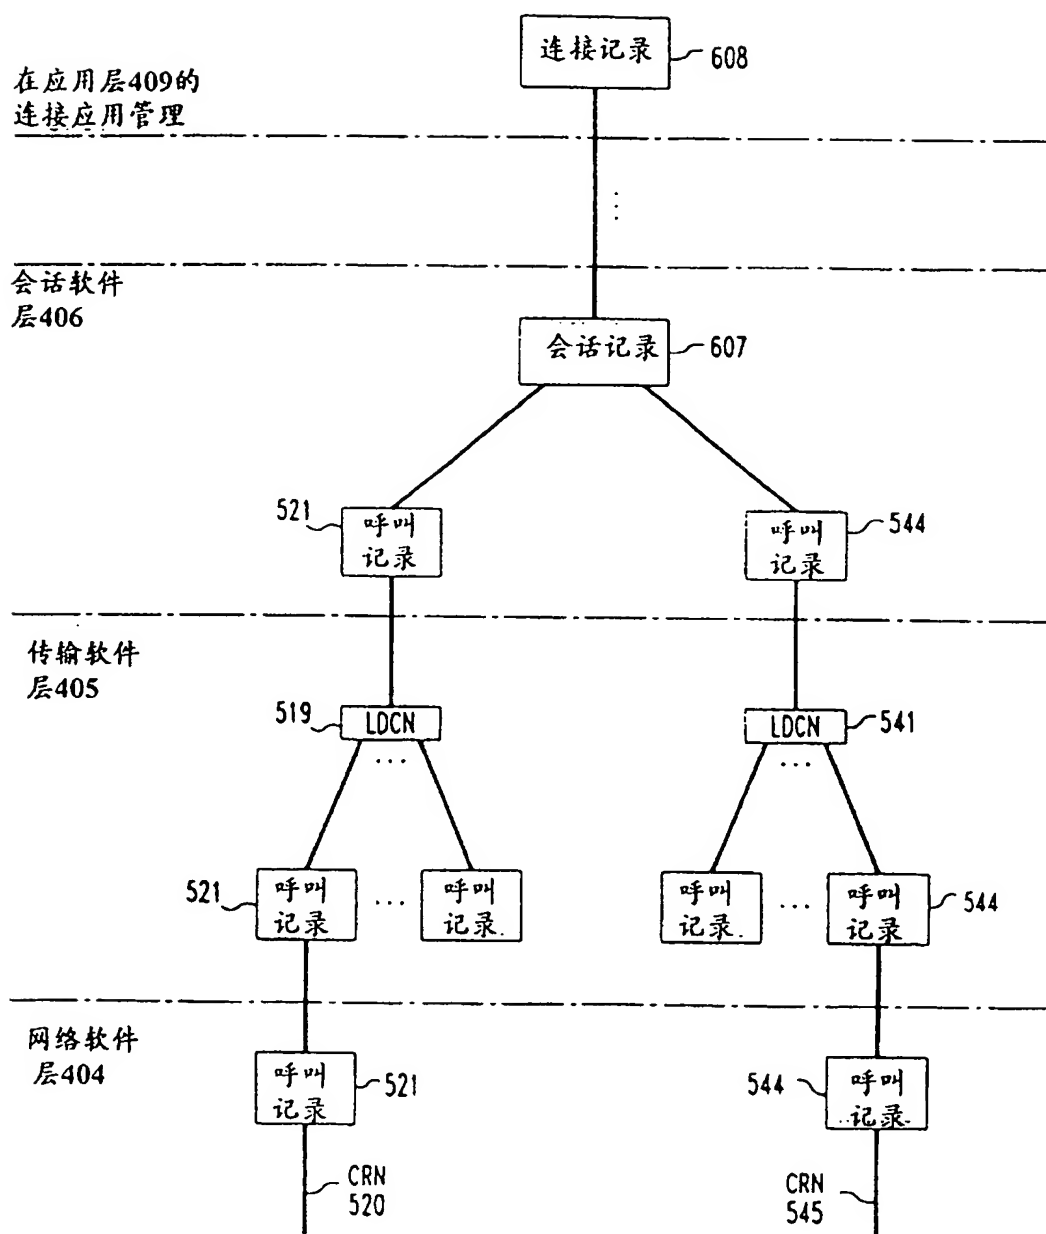 连接记录
608
在应用层409的
连接应用管理
会话软件
层406
会话记录
607
521
呼叫
记录
呼叫
记录
544
传输软件
层405
519
LDCN
LDCN
541
521
呼叫
记录
呼叫
记录
呼叫
记录
呼叫
记录
544
网络软件
层404
呼叫
记录
521
544
呼叫
记录
CRN
520
CRN
545